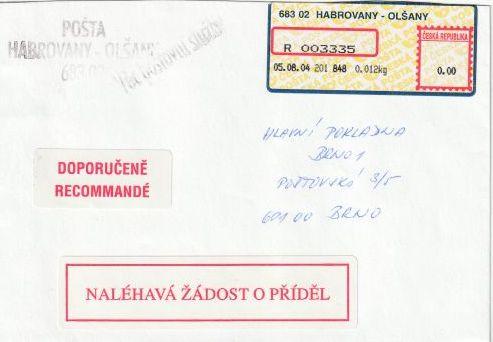 POŠTA
HABROVANY - OLŠANY
683
683 02 HABROVANY - OLŠANY
R 003335
ČESKÁ REPUBLIKA
05.08.04 201 848 0.012kg
0.00
HLAVNÍ POKLADNA
BRNO 1
POŠTOVSKÁ 3/5
601 00 BRNO
DOPORUČENĚ
RECOMMANDÉ
NALÉHAVÁ ŽÁDOST O PŘÍDĚL